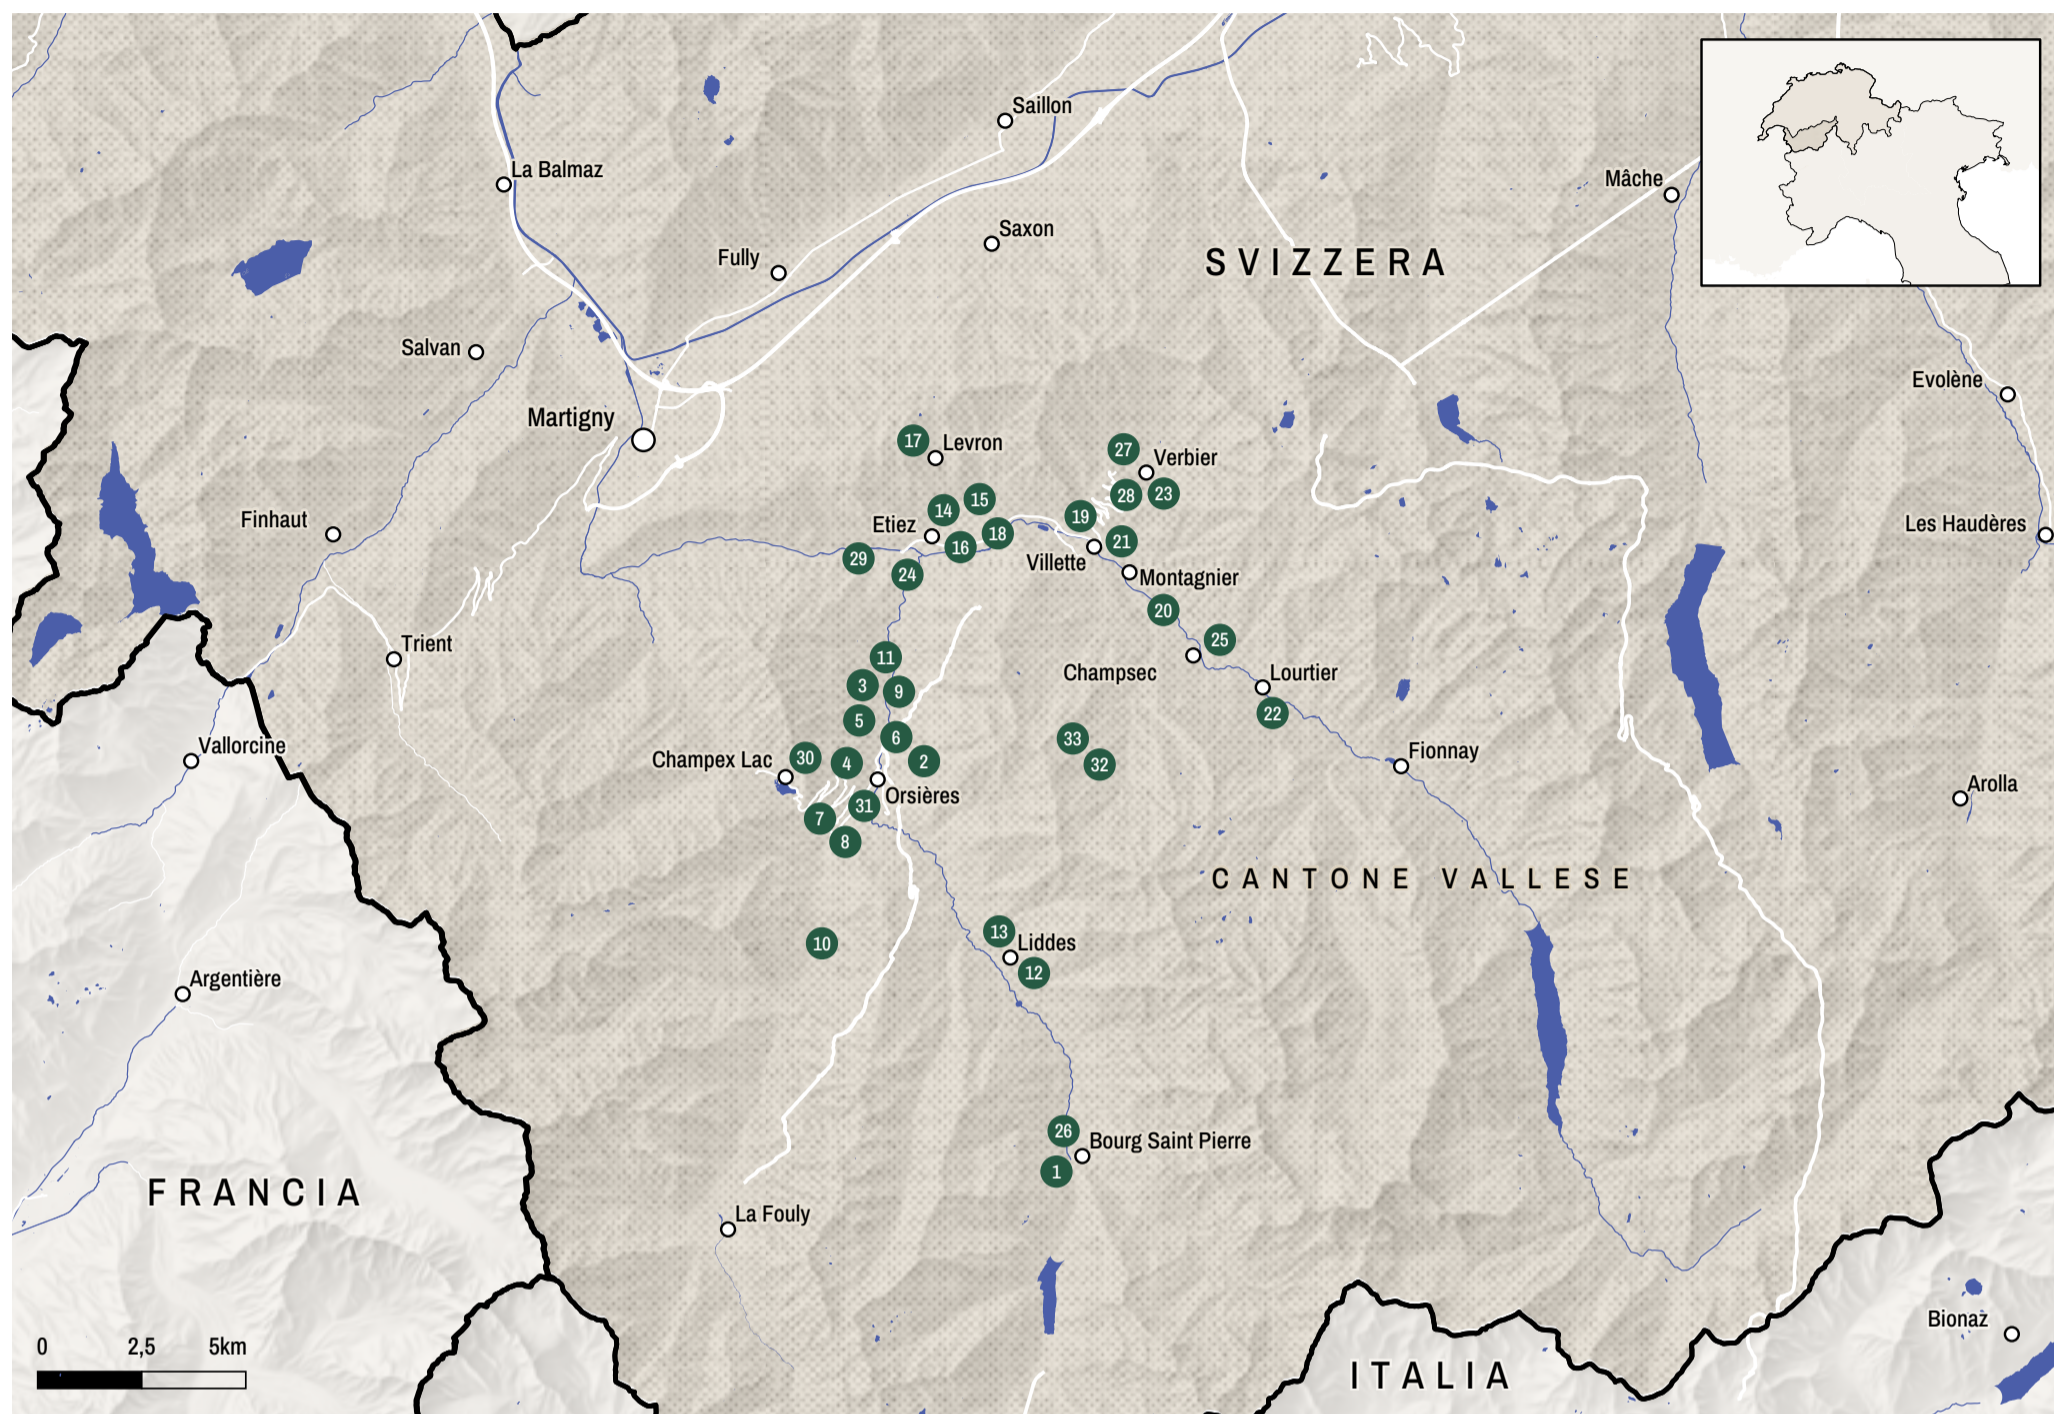 Saillon
La Balmaz
Mâche
Saxon
Fully
SVIZZERA
Salvan
Evolène
Martigny
17
Levron
27
Verbier
28
23
15
14
19
Etiez
18
16
21
Finhaut
Les Haudères
29
Villette
24
Montagnier
20
25
Trient
11
Champsec
Lourtier
3
9
22
5
6
33
Vallorcine
Champex Lac
30
4
2
32
Fionnay
Arolla
Orsières
31
7
8
CANTONE VALLESE
13
10
Liddes
12
Argentière
26
Bourg Saint Pierre
1
FRANCIA
La Fouly
Bionaz
0 2,5 5km
ITALIA